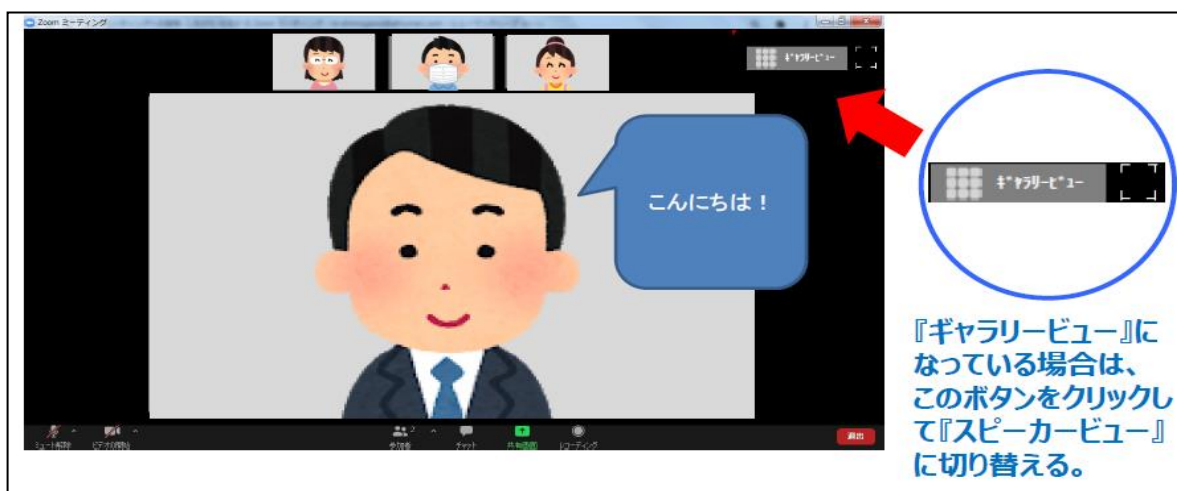 Zoom ミーティング
ｷﾞｬﾗﾘｰﾋﾞｭｰ
こんにちは！
ｷﾞｬﾗﾘｰﾋﾞｭｰ
『ギャラリービュー』に
なっている場合は、
このボタンをクリックし
て『スピーカービュー』
に切り替える。
ミュート解除
ビデオの開始
参加者
2
チャット
共有画面
レコーディング
退出